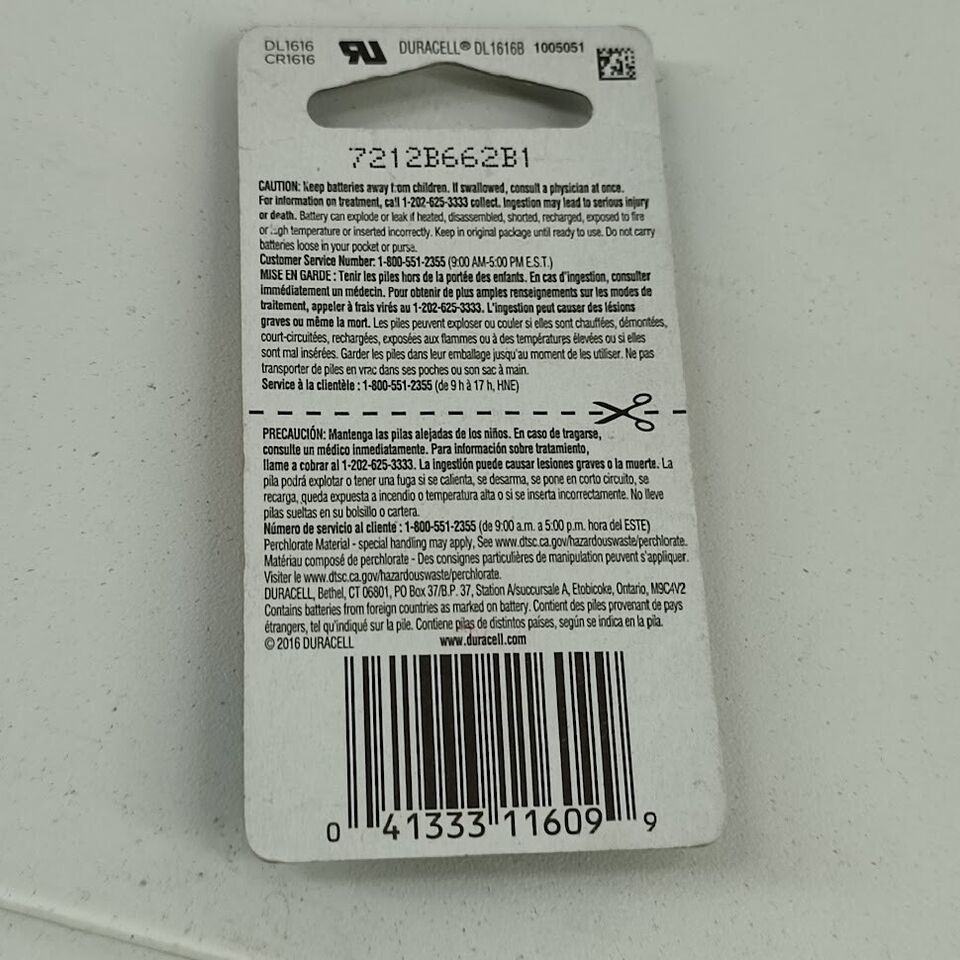 DL1616
CR1616
DURACELL® DL1616B 1005051
7212B662B1
CAUTION: Keep batteries away from children. If swallowed, consult a physician at once.
For information on treatment, call 1-202-625-3333 collect. Ingestion may lead to serious injury
or death. Battery can explode or leak if heated, disassembled, shorted, recharged, exposed to fire
or high temperature or inserted incorrectly. Keep in original package until ready to use. Do not carry
batteries loose in your pocket or purse.
Customer Service Number: 1-800-551-2355 (9:00 AM-5:00 PM E.S.T.)
MISE EN GARDE : Tenir les piles hors de la portée des enfants. En cas d'ingestion, consulter
immédiatement un médecin. Pour obtenir de plus amples renseignements sur les modes de
traitement, appeler à frais virés au 1-202-625-3333. L'ingestion peut causer des lésions
graves ou même la mort. Les piles peuvent exploser ou couler si elles sont chauffées, démontées,
court-circuitées, rechargées, exposées aux flammes ou à des températures élevées ou si elles
sont mal insérées. Garder les piles dans leur emballage jusqu'au moment de les utiliser. Ne pas
transporter de piles en vrac dans ses poches ou son sac à main.
Service à la clientèle : 1-800-551-2355 (de 9 h à 17 h, HNE)
PRECAUCIÓN: Mantenga las pilas alejadas de los niños. En caso de tragarse,
consulte un médico inmediatamente. Para información sobre tratamiento,
llame a cobrar al 1-202-625-3333. La ingestión puede causar lesiones graves o la muerte. La
pila podrá explotar o tener una fuga si se calienta, se desarma, se pone en corto circuito, se
recarga, queda expuesta a incendio o temperatura alta o si se inserta incorrectamente. No lleve
pilas sueltas en su bolsillo o cartera.
Número de servicio al cliente : 1-800-551-2355 (de 9:00 a.m. a 5:00 p.m. hora del ESTE)
Perchlorate Material - special handling may apply, See www.dtsc.ca.gov/hazardouswaste/perchlorate.
Matériau composé de perchlorate - Des consignes particulières de manipulation peuvent s'appliquer.
Visiter le www.dtsc.ca.gov/hazardouswaste/perchlorate.
DURACELL, Bethel, CT 06801, PO Box 37/B.P. 37, Station A/succursale A, Etobicoke, Ontario, M9C4V2
Contains batteries from foreign countries as marked on battery. Contient des piles provenant de pays
étrangers, tel qu'indiqué sur la pile. Contiene pilas de distintos países, según se indica en la pila.
© 2016 DURACELL www.duracell.com
0 41333 11609 9